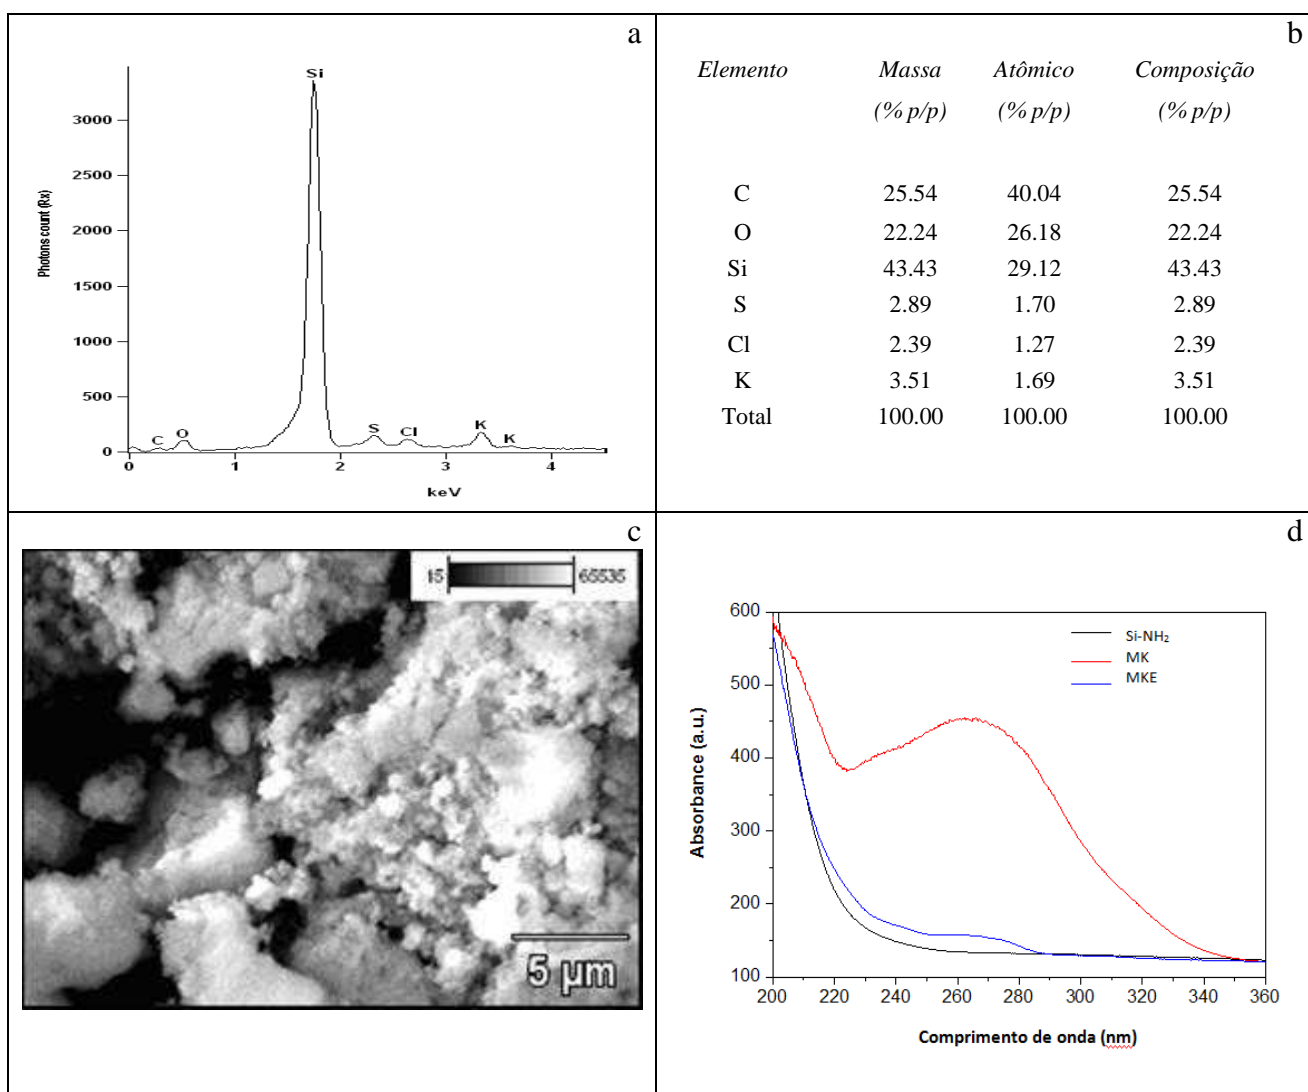 a
Si
3000
2500
2000
1500
1000
500
0
Photons count (Rx)
C O S Cl K K
0 1 2 3 4
keV
b
Elemento Massa Atômico Composição
(% p/p) (% p/p) (% p/p)
C 25.54 40.04 25.54
O 22.24 26.18 22.24
Si 43.43 29.12 43.43
S 2.89 1.70 2.89
Cl 2.39 1.27 2.39
K 3.51 1.69 3.51
Total 100.00 100.00 100.00
c
15 65535
5 µm
d
600
500
400
300
200
100
Absorbance (a.u.)
Si-NH₂
MK
MKE
200 220 240 260 280 300 320 340 360
Comprimento de onda (nm)